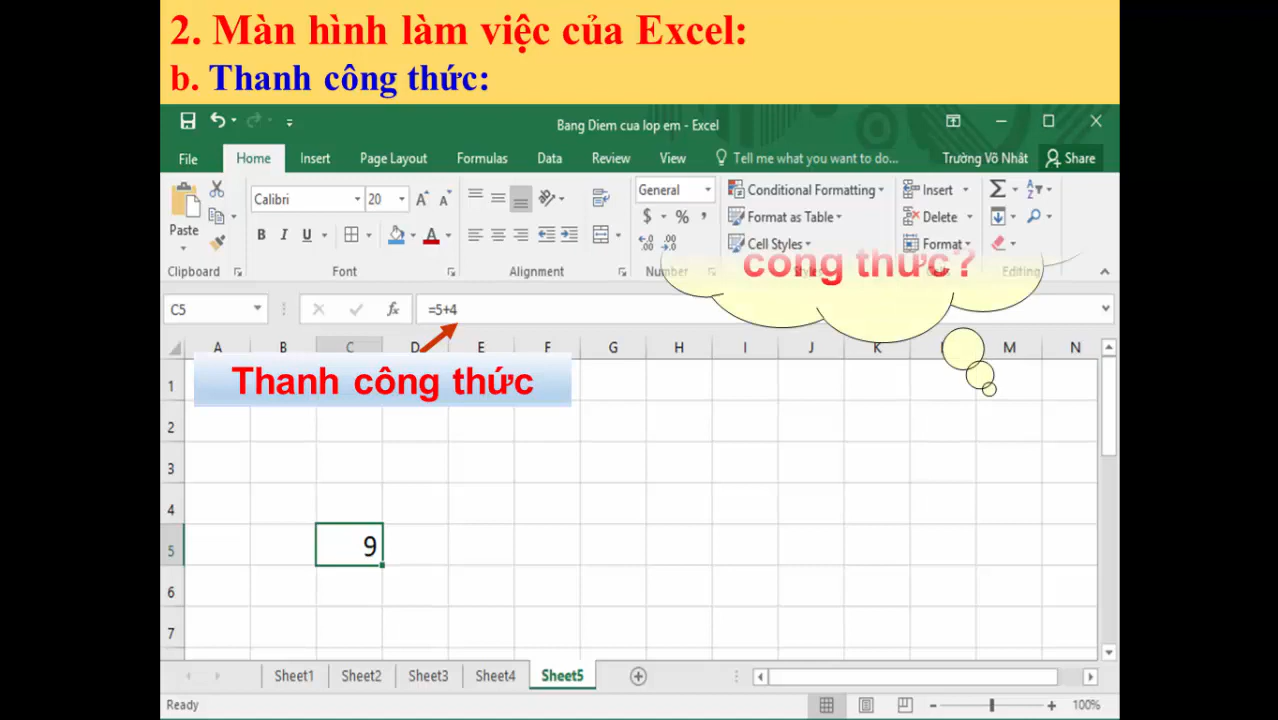 2. Màn hình làm việc của Excel:
b. Thanh công thức:
Bang Diem cua lop em - Excel
File Home Insert Page Layout Formulas Data Review View Tell me what you want to do... Trường Võ Nhất Share
Calibri 20 General Conditional Formatting Insert Σ
Paste B I U A $ % , Format as Table Delete
Cell Styles Format
công thức?
Clipboard Font Alignment Number Editing
C5 fx =5+4
A B C D E F G H I J K M N
Thanh công thức
1
2
3
4
5 9
6
7
Sheet1 Sheet2 Sheet3 Sheet4 Sheet5
Ready 100%